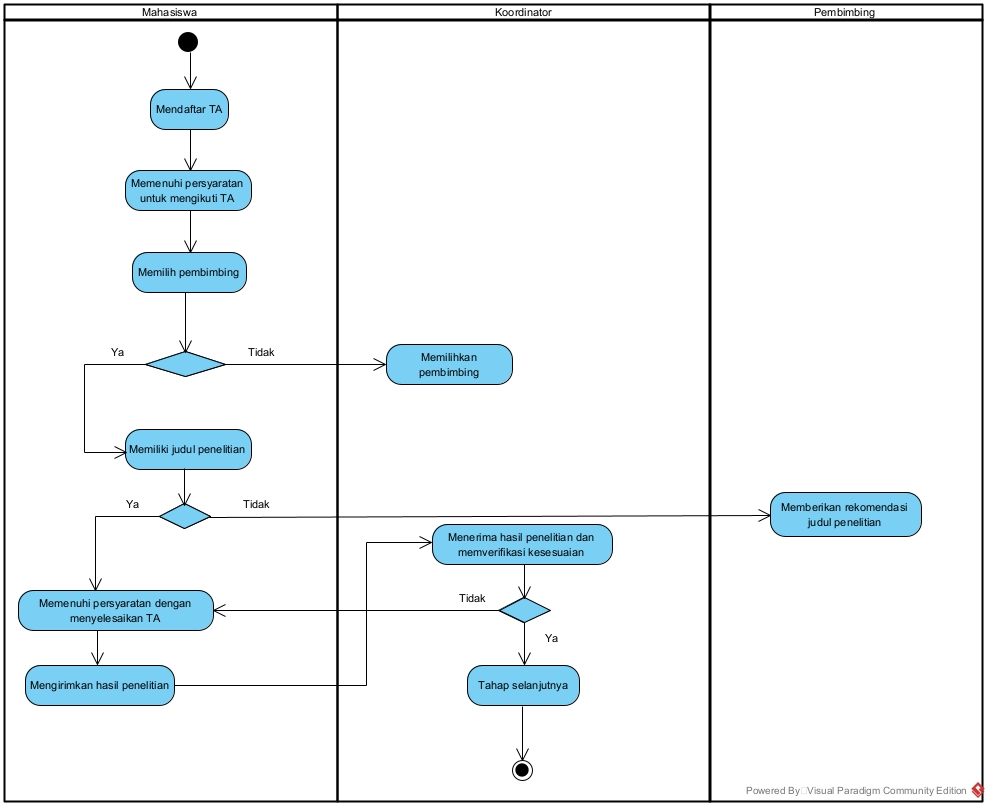 Mahasiswa
Koordinator
Pembimbing
Mendaftar TA
Memenuhi persyaratan
untuk mengikuti TA
Memilih pembimbing
Ya
Tidak
Memilihkan
pembimbing
Memiliki judul penelitian
Ya
Tidak
Memberikan rekomendasi
judul penelitian
Menerima hasil penelitian dan
memverifikasi kesesuaian
Memenuhi persyaratan dengan
menyelesaikan TA
Tidak
Ya
Mengirimkan hasil penelitian
Tahap selanjutnya
Powered By Visual Paradigm Community Edition